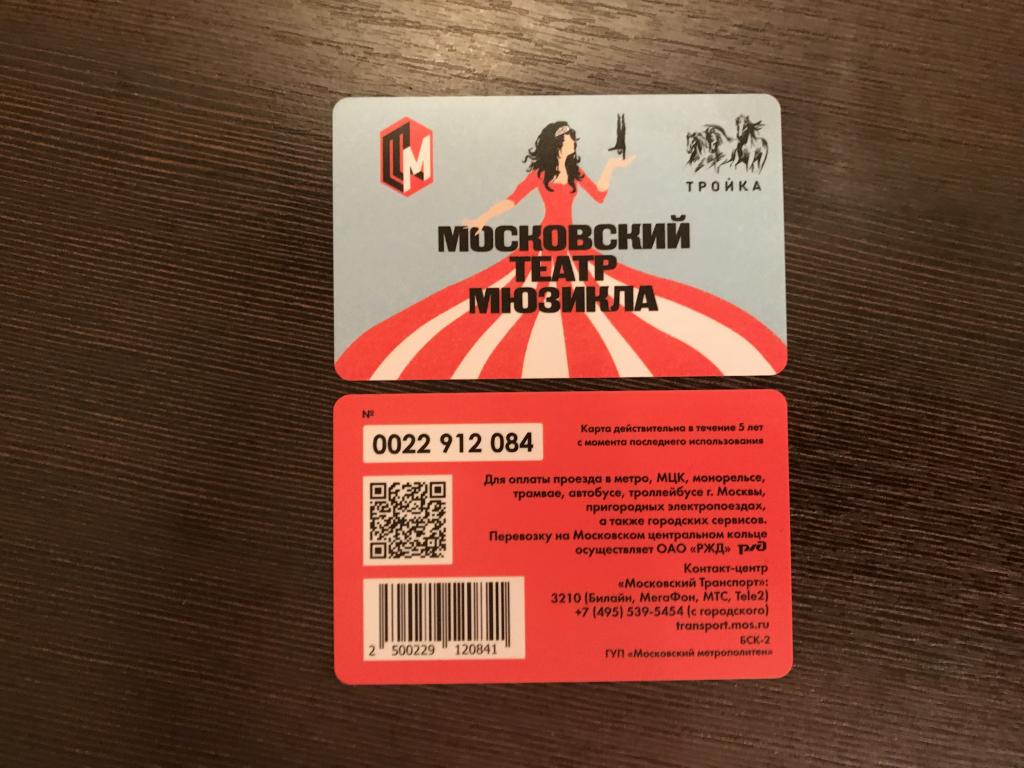 М
ТРОЙКА
МОСКОВСКИЙ
ТЕАТР
МЮЗИКЛА
№
0022 912 084
Карта действительна в течение 5 лет
с момента последнего использования
Для оплаты проезда в метро, МЦК, монорельсе,
трамвае, автобусе, троллейбусе г. Москвы,
пригородных электропоездах,
а также городских сервисов.
Перевозку на Московском центральном кольце
осуществляет ОАО «РЖД» РЖД
Контакт-центр
«Московский Транспорт»:
3210 (Билайн, МегаФон, МТС, Tele2)
+7 (495) 539-5454 (с городского)
transport.mos.ru
БСК-2
ГУП «Московский метрополитен»
2 500229 120841